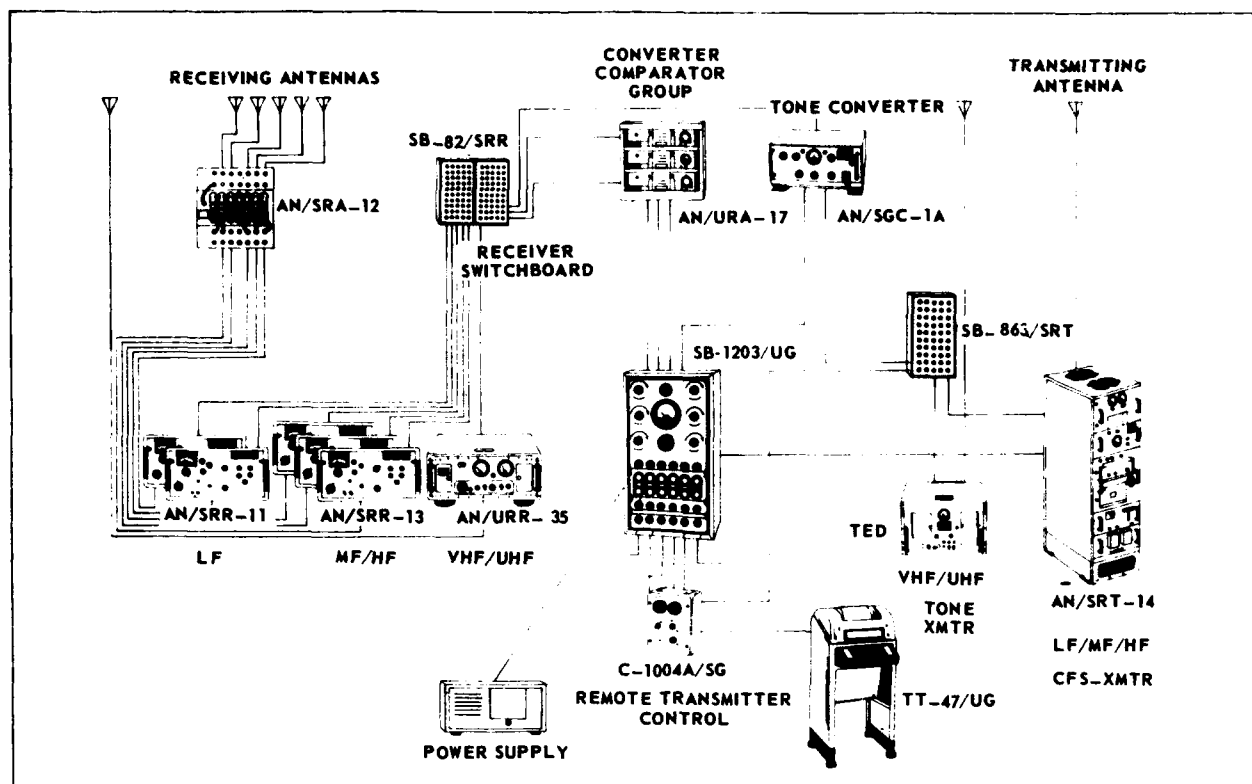 RECEIVING ANTENNAS
CONVERTER
COMPARATOR
GROUP
TRANSMITTING
ANTENNA
TONE CONVERTER
SB-82/SRR
AN/SRA-12
AN/URA-17
AN/SGC-1A
RECEIVER
SWITCHBOARD
SB-863/SRT
SB-1203/UG
AN/SRR-11
AN/SRR-13
AN/URR-35
LF
MF/HF
VHF/UHF
TED
VHF/UHF
TONE
XMTR
AN/SRT-14
LF/MF/HF
CFS-XMTR
C-1004A/SG
REMOTE TRANSMITTER
CONTROL
TT-47/UG
POWER SUPPLY